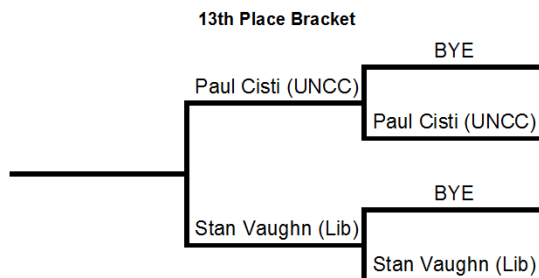 13th Place Bracket
BYE
Paul Cisti (UNCC)
Paul Cisti (UNCC)
BYE
Stan Vaughn (Lib)
Stan Vaughn (Lib)